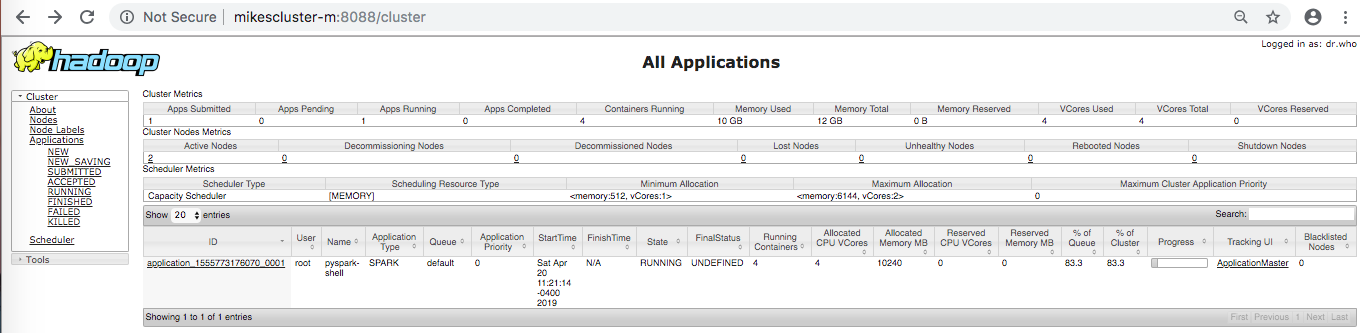 Not Secure | mikescluster-m:8088/cluster
Logged in as: dr.who
hadoop
All Applications
Cluster
About
Nodes
Node Labels
Applications
NEW
NEW_SAVING
SUBMITTED
ACCEPTED
RUNNING
FINISHED
FAILED
KILLED
Scheduler
Tools
Cluster Metrics
Apps Submitted Apps Pending Apps Running Apps Completed Containers Running Memory Used Memory Total Memory Reserved VCores Used VCores Total VCores Reserved
1 0 1 0 4 10 GB 12 GB 0 B 4 4 0
Cluster Nodes Metrics
Active Nodes Decommissioning Nodes Decommissioned Nodes Lost Nodes Unhealthy Nodes Rebooted Nodes Shutdown Nodes
2 0 0 0 0 0 0
Scheduler Metrics
Scheduler Type Scheduling Resource Type Minimum Allocation Maximum Allocation Maximum Cluster Application Priority
Capacity Scheduler [MEMORY] <memory:512, vCores:1> <memory:6144, vCores:2> 0
Show 20 entries Search:
ID User Name Application Type Queue Application Priority StartTime FinishTime State FinalStatus Running Containers Allocated CPU VCores Allocated Memory MB Reserved CPU VCores Reserved Memory MB % of Queue % of Cluster Progress Tracking UI Blacklisted Nodes
application_1555773176070_0001 root pyspark-shell SPARK default 0 Sat Apr 20 11:21:14 -0400 2019 N/A RUNNING UNDEFINED 4 4 10240 0 0 83.3 83.3 ApplicationMaster 0
Showing 1 to 1 of 1 entries First Previous 1 Next Last